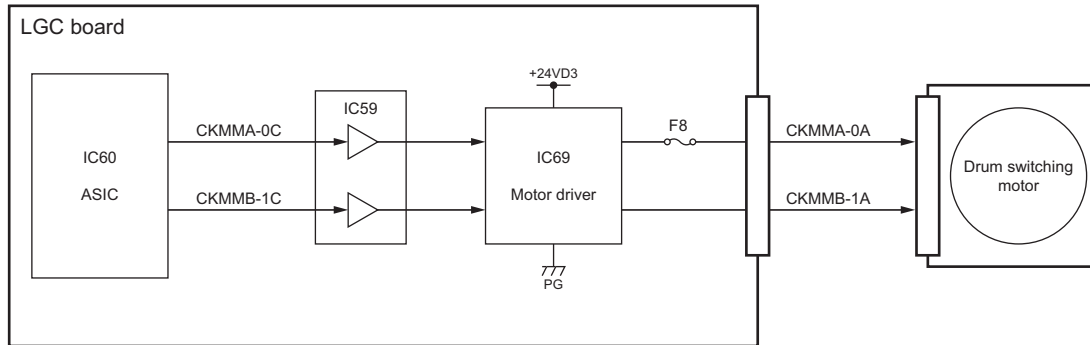 LGC board
+24VD3
IC59
F8
CKMMA-0C
CKMMA-0A
IC60
ASIC
IC69
Motor driver
Drum switching
motor
CKMMB-1C
CKMMB-1A
PG